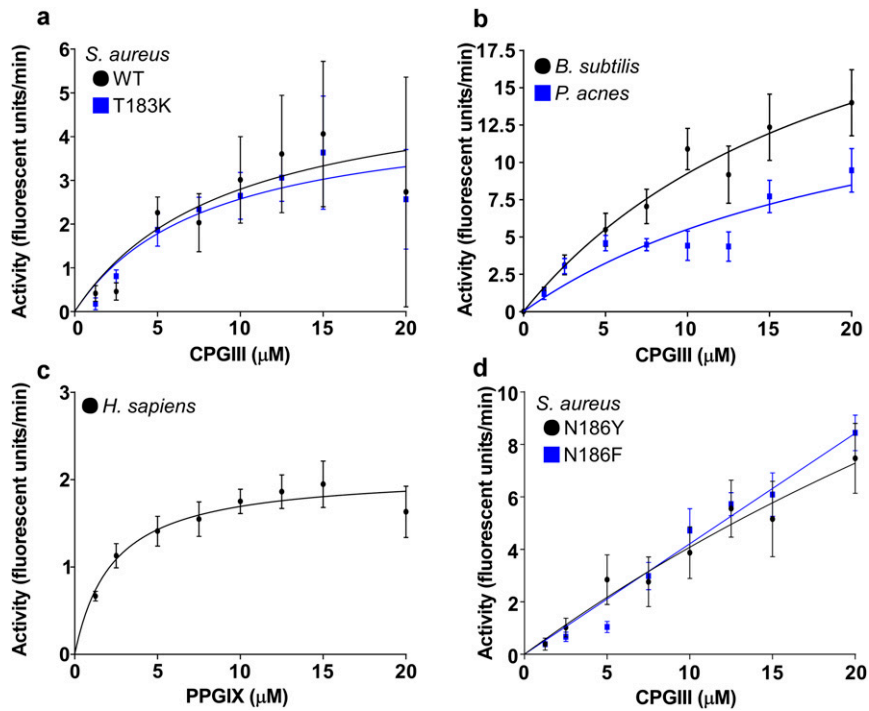 a
S. aureus
WT
T183K
Activity (fluorescent units/min)
6
5
4
3
2
1
0
0 5 10 15 20
CPGIII (μM)
b
B. subtilis
P. acnes
Activity (fluorescent units/min)
17.5
15
12.5
10
7.5
5
2.5
0
0 5 10 15 20
CPGIII (μM)
c
H. sapiens
Activity (fluorescent units/min)
3
2
1
0
0 5 10 15 20
PPGIX (μM)
d
S. aureus
N186Y
N186F
Activity (fluorescent units/min)
10
8
6
4
2
0
0 5 10 15 20
CPGIII (μM)